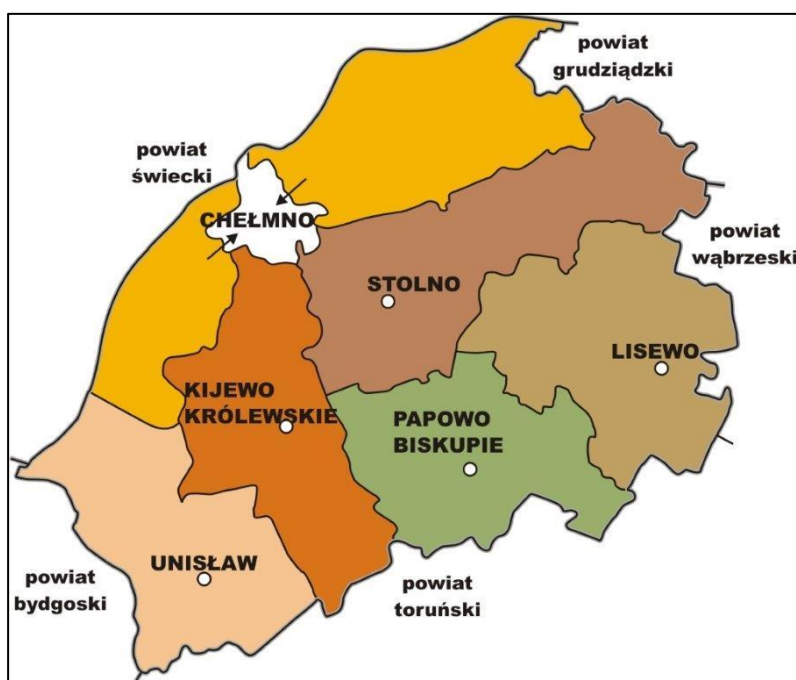 powiat
grudziądzki
powiat
świecki
CHEŁMNO
powiat
wąbrzeski
STOLNO
LISEWO
KIJEWO
KRÓLEWSKIE
PAPOWO
BISKUPIE
UNISŁAW
powiat
bydgoski
powiat
toruński